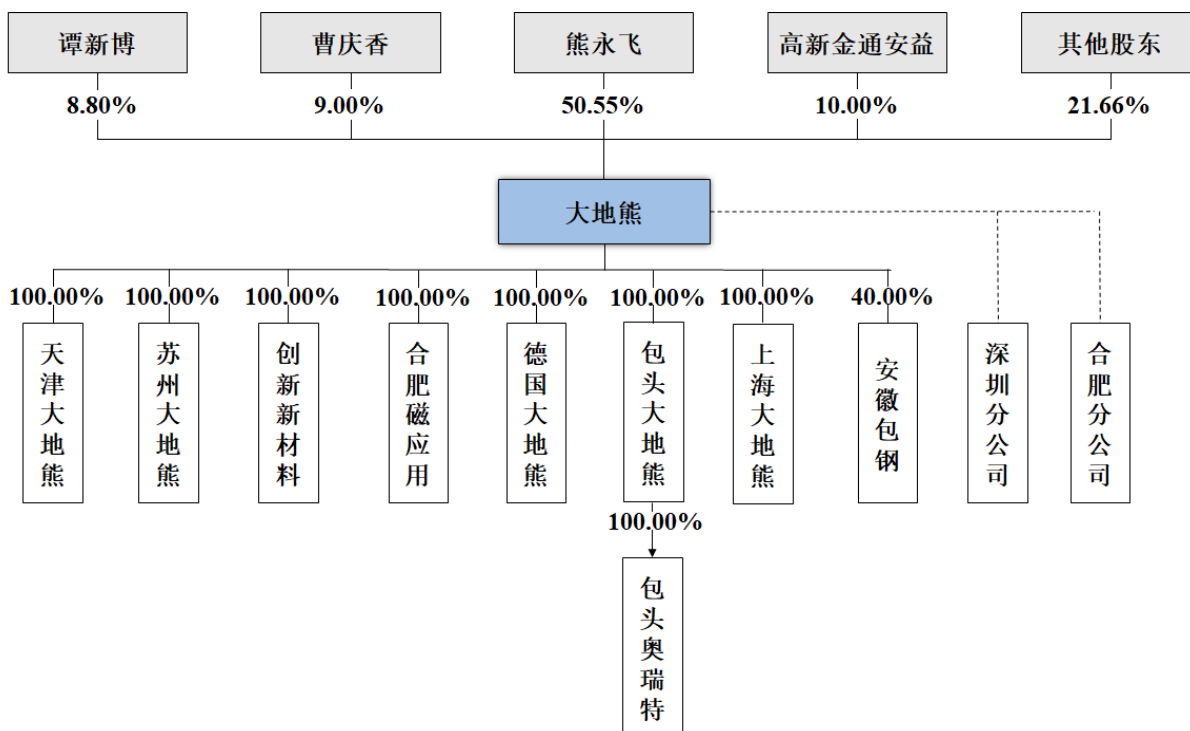 谭新博
曹庆香
熊永飞
高新金通安益
其他股东
8.80%
9.00%
50.55%
10.00%
21.66%
大地熊
100.00%
100.00%
100.00%
100.00%
100.00%
100.00%
100.00%
40.00%
天津大地熊
苏州大地熊
创新新材料
合肥磁应用
德国大地熊
包头大地熊
上海大地熊
安徽包钢
深圳分公司
合肥分公司
100.00%
包头奥瑞特